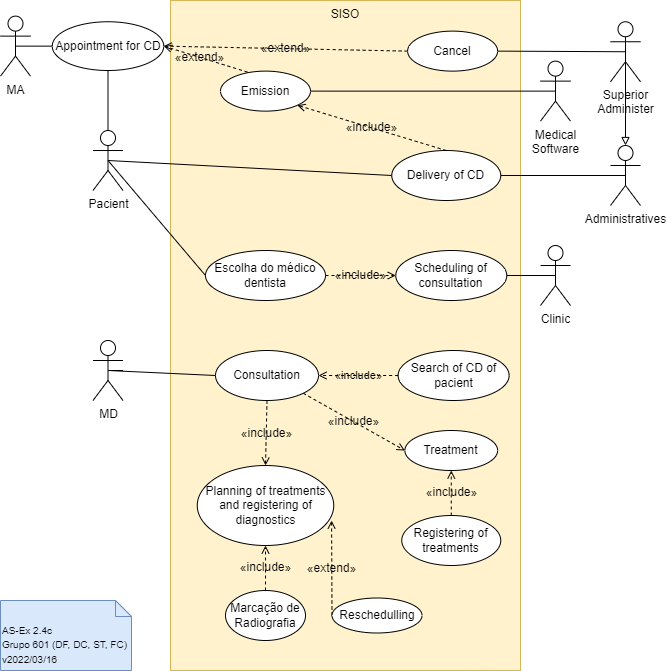 SISO
Appointment for CD
«extend»
Cancel
MA
«extend»
Emission
Superior
Administer
Medical
Software
«include»
Pacient
Delivery of CD
Administratives
Escolha do médico
dentista
«include»
Scheduling of
consultation
Clinic
Consultation
«include»
Search of CD of
pacient
MD
«include»
«include»
Treatment
Planning of treatments
and registering of
diagnostics
«include»
Registering of
treatments
«include»
«extend»
Marcação de
Radiografia
Reschedulling
AS-Ex 2.4c
Grupo 601 (DF, DC, ST, FC)
v2022/03/16